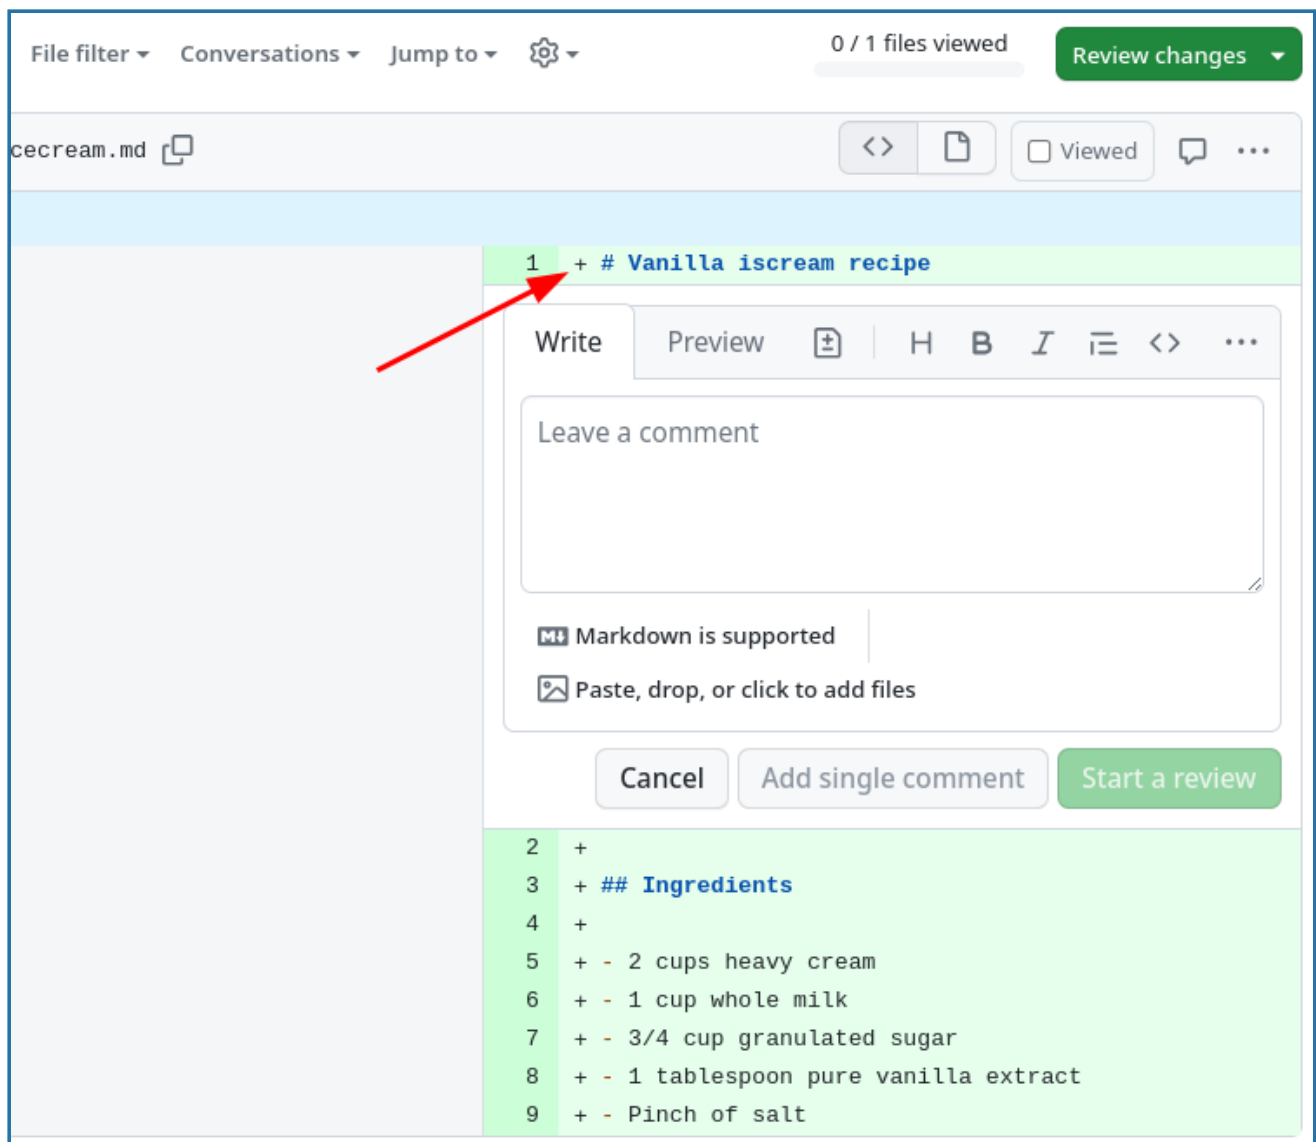 File filter Conversations Jump to 0 / 1 files viewed Review changes
cecream.md Viewed
1 + # Vanilla iscream recipe
Write Preview H B I
Leave a comment
Markdown is supported
Paste, drop, or click to add files
Cancel Add single comment Start a review
2 +
3 + ## Ingredients
4 +
5 + - 2 cups heavy cream
6 + - 1 cup whole milk
7 + - 3/4 cup granulated sugar
8 + - 1 tablespoon pure vanilla extract
9 + - Pinch of salt